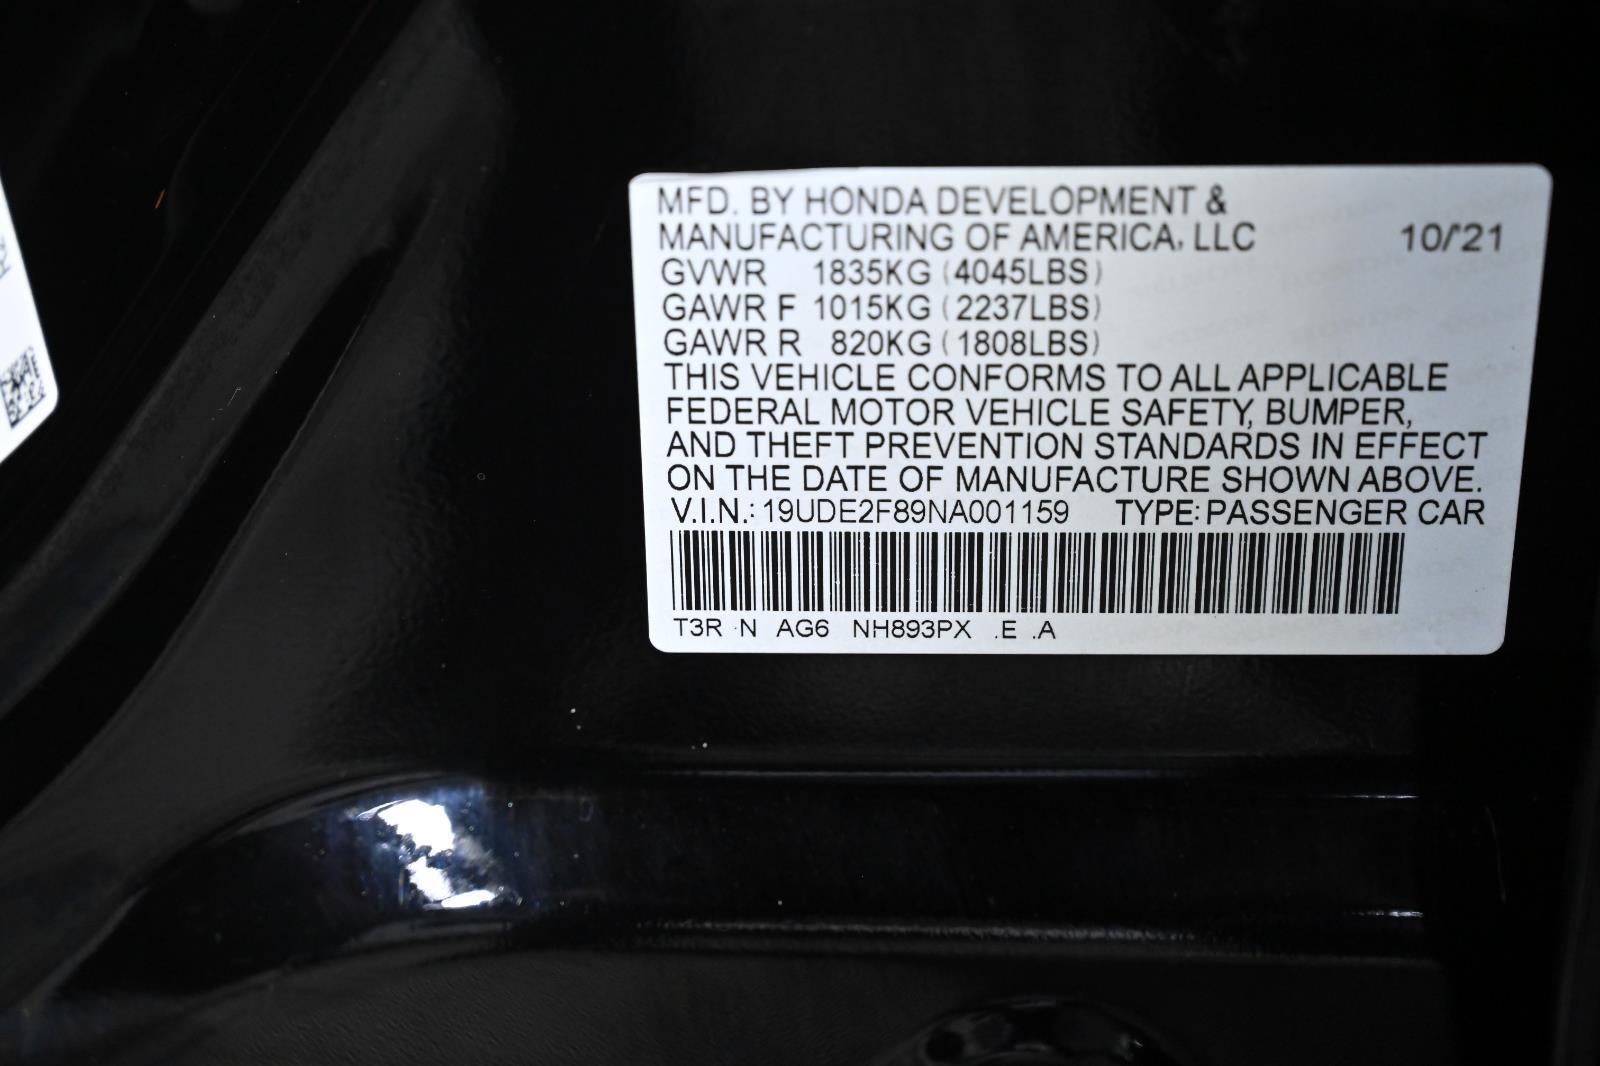 MFD. BY HONDA DEVELOPMENT &
MANUFACTURING OF AMERICA, LLC 10/'21
GVWR 1835KG (4045LBS)
GAWR F 1015KG (2237LBS)
GAWR R 820KG (1808LBS)
THIS VEHICLE CONFORMS TO ALL APPLICABLE
FEDERAL MOTOR VEHICLE SAFETY, BUMPER,
AND THEFT PREVENTION STANDARDS IN EFFECT
ON THE DATE OF MANUFACTURE SHOWN ABOVE.
V.I.N.: 19UDE2F89NA001159 TYPE: PASSENGER CAR
T3R N AG6 NH893PX .E .A